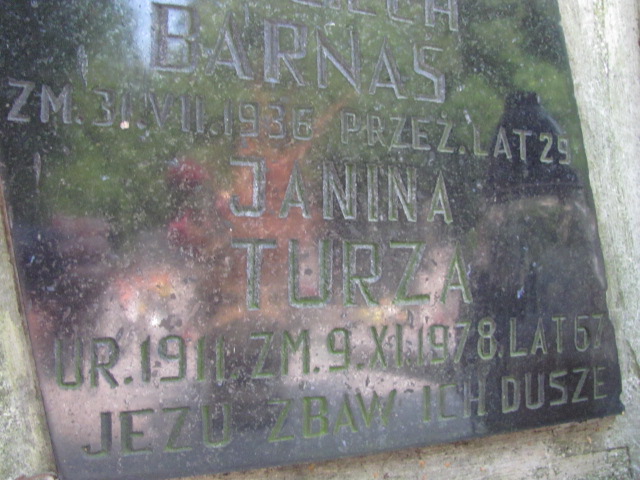 BARNAŚ
ZM. 31.VII.1936 PRZEŻ. LAT 29
JANINA
TURZA
UR. 1911. ZM. 9.XI.1978. LAT 67
JEZU ZBAW ICH DUSZE